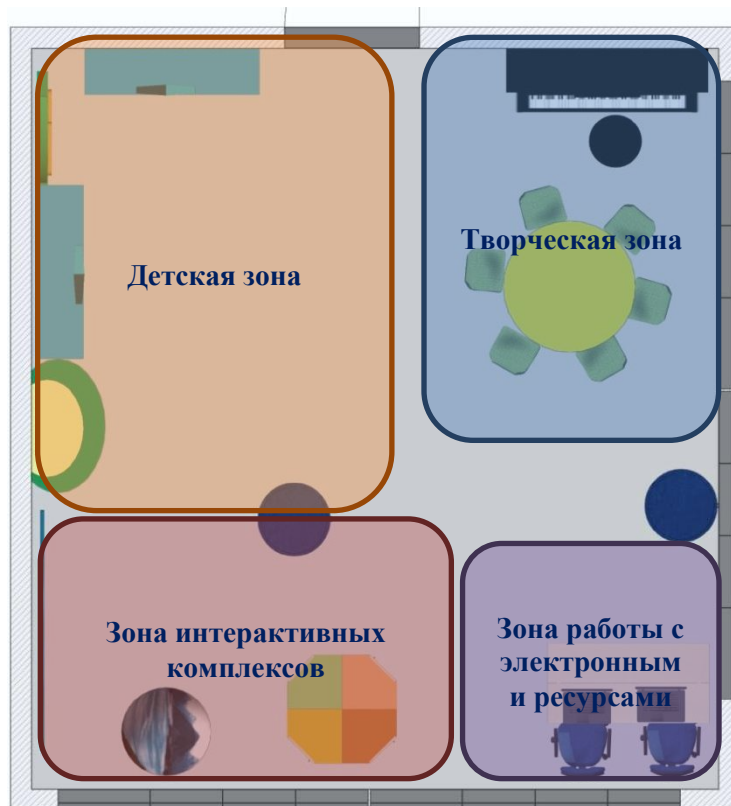 Детская зона
Творческая зона
Зона интерактивных
комплексов
Зона работы с
электронным
и ресурсами